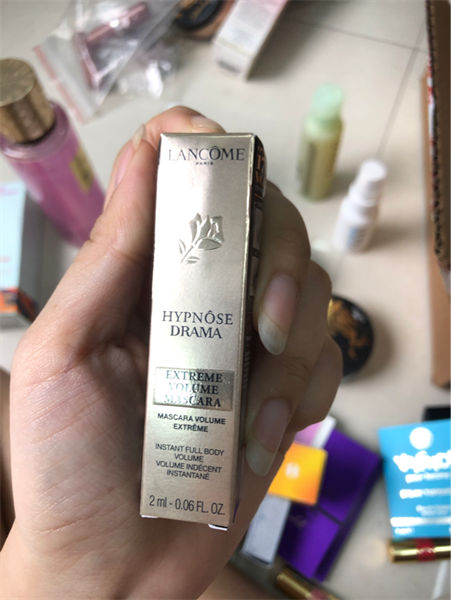 LANCÔME
PARIS
HYPNÔSE
DRAMA
EXTREME
VOLUME
MASCARA
MASCARA VOLUME
EXTRÊME
INSTANT FULL BODY
VOLUME
VOLUME INDÉCENT
INSTANTANÉ
2 ml - 0.06 FL. OZ.